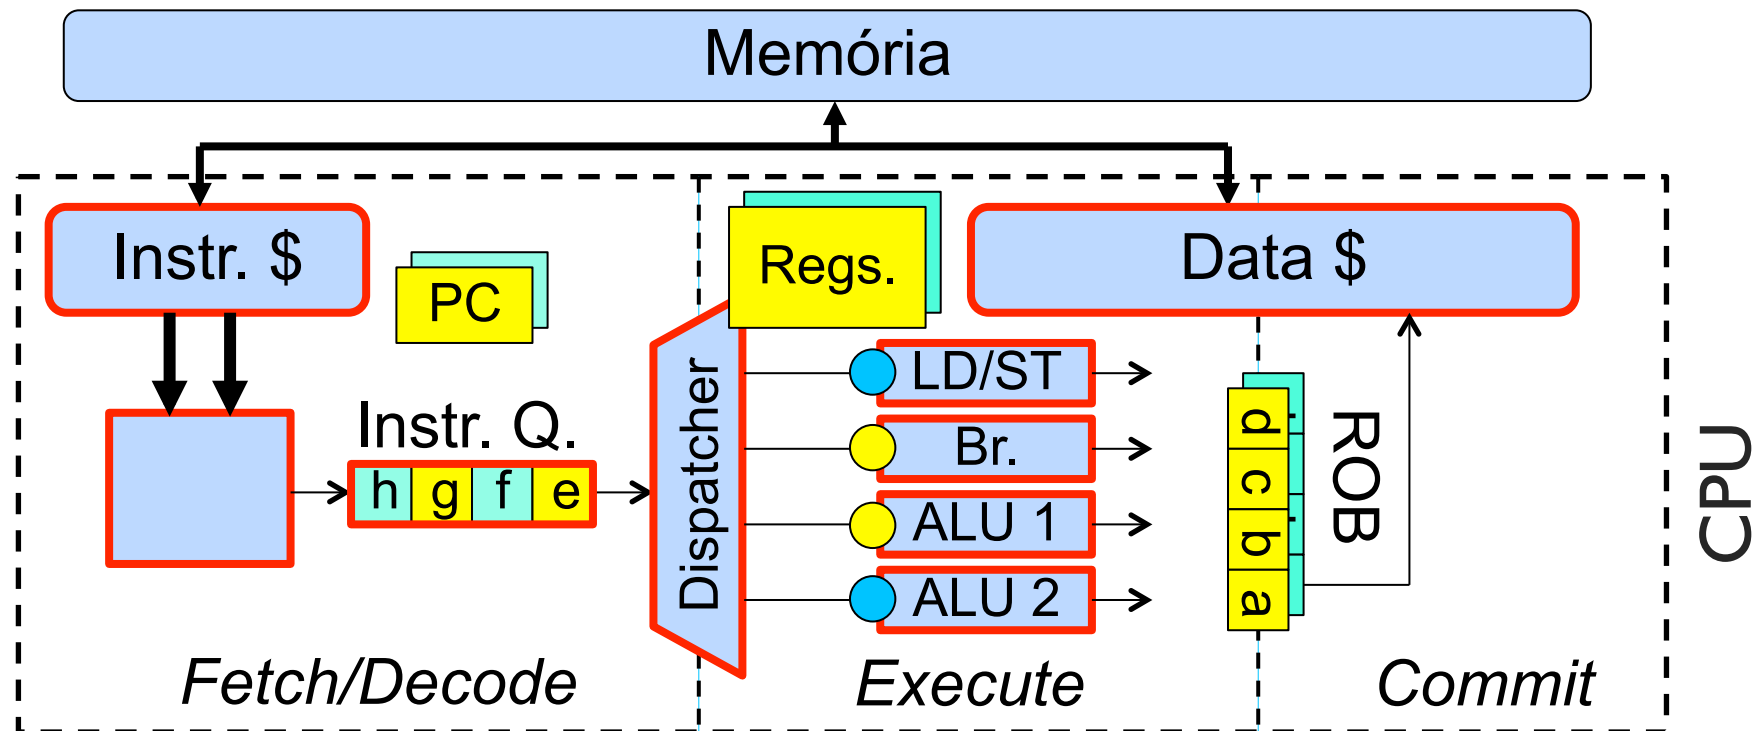 Memória
Instr. $
PC
Regs.
Data $
Instr. Q.
h g f e
Dispatcher
LD/ST
Br.
ALU 1
ALU 2
d c b a
ROB
CPU
Fetch/Decode
Execute
Commit